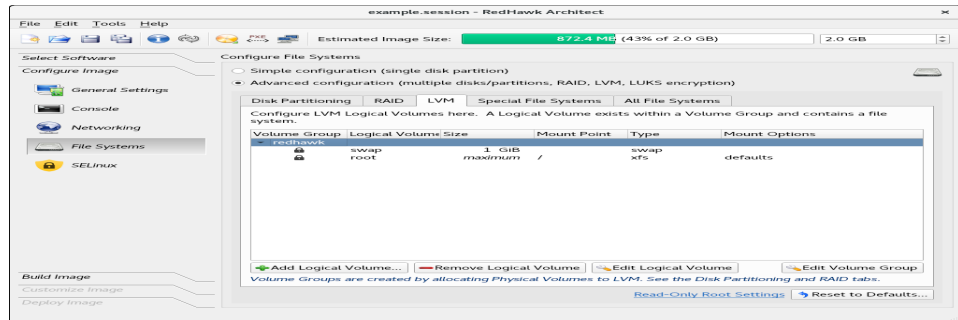 example.session - RedHawk Architect
File Edit Tools Help
PXE Estimated Image Size: 872.4 MB (43% of 2.0 GB) 2.0 GB
Select Software
Configure Image
General Settings
Console
Networking
File Systems
SELinux
Build Image
Customize Image
Deploy Image
Configure File Systems
Simple configuration (single disk partition)
Advanced configuration (multiple disks/partitions, RAID, LVM, LUKS encryption)
Disk Partitioning RAID LVM Special File Systems All File Systems
Configure LVM Logical Volumes here. A Logical Volume exists within a Volume Group and contains a file
system.
Volume Group Logical Volume Size Mount Point Type Mount Options
redhawk
swap 1 GiB swap
root maximum / xfs defaults
Add Logical Volume... Remove Logical Volume Edit Logical Volume Edit Volume Group
Volume Groups are created by allocating Physical Volumes to LVM. See the Disk Partitioning and RAID tabs.
Read-Only Root Settings Reset to Defaults...